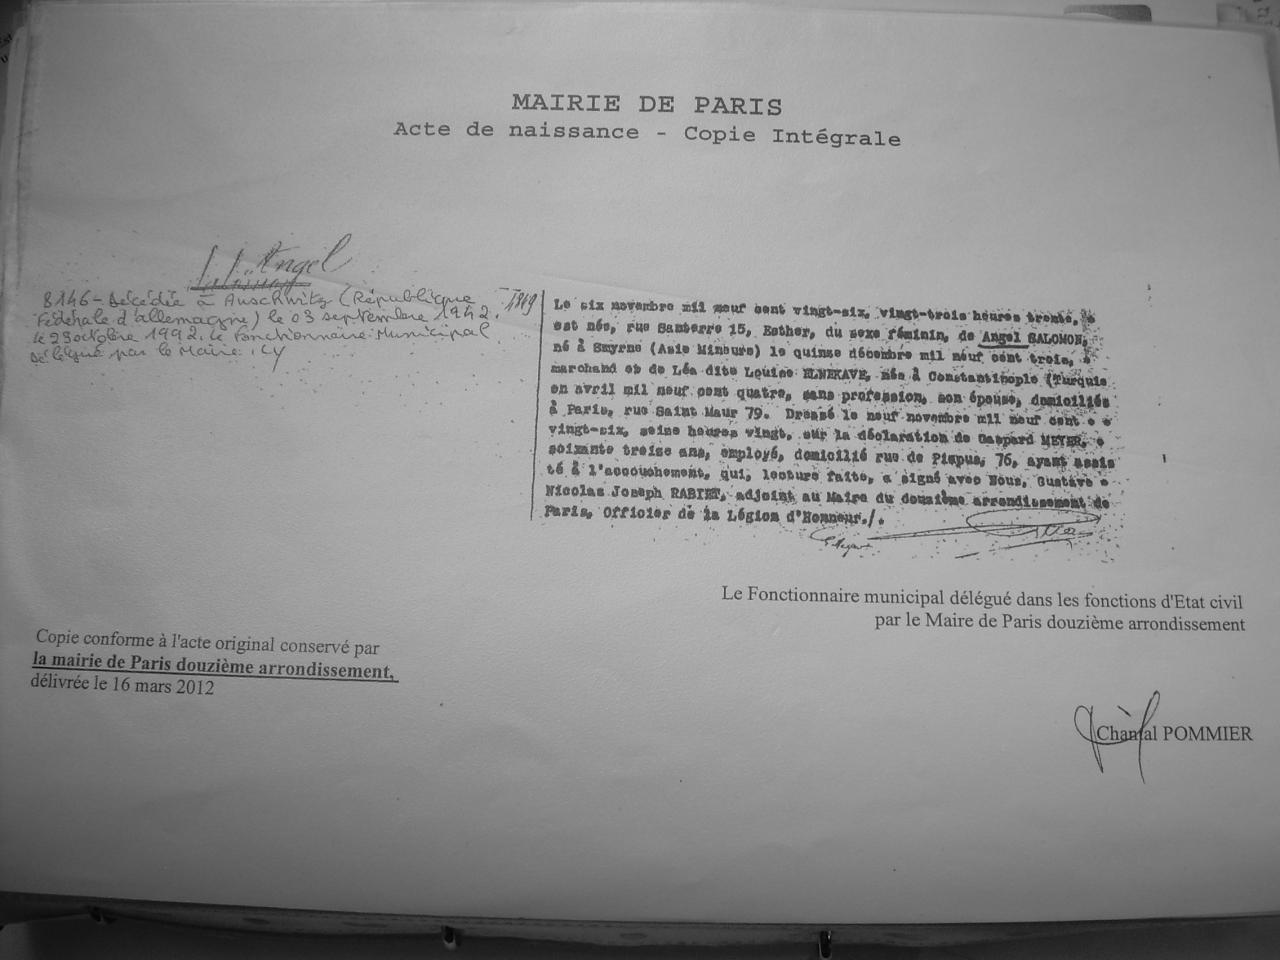 MAIRIE DE PARIS
Acte de naissance - Copie Intégrale
Angel
8146 - Décédée à Auschwitz (République
Fédérale d'allemagne) le 03 septembre 1942.
le 23 octobre 1992. Le Fonctionnaire Municipal
Délégué par le Maire. CY
Le six novembre mil neuf cent vingt-six, vingt-trois heures trente,
est née, rue Santerre 15, Esther, du sexe féminin, de Angel SALOMON,
né à Smyrne (Asie Mineure) le quinze décembre mil neuf cent trois,
marchand et de Léa dite Louise ELNEKAVE, née à Constantinople (Turquie
en avril mil neuf cent quatre, sans profession, son épouse, domiciliés
à Paris, rue Saint Maur 79. Dressé le neuf novembre mil neuf cent
vingt-six, seize heures vingt, sur la déclaration de Gaspard MEYER,
soixante treize ans, employé, domicilié rue de Picpus, 76, ayant assis
té à l'accouchement, qui, lecture faite, a signé avec Nous, Gustave
Nicolas Joseph RABIET, adjoint au Maire du douzième arrondissement de
Paris, Officier de la Légion d'Honneur./.
Le Fonctionnaire municipal délégué dans les fonctions d'Etat civil
par le Maire de Paris douzième arrondissement
Copie conforme à l'acte original conservé par
la mairie de Paris douzième arrondissement,
délivrée le 16 mars 2012
Chantal POMMIER